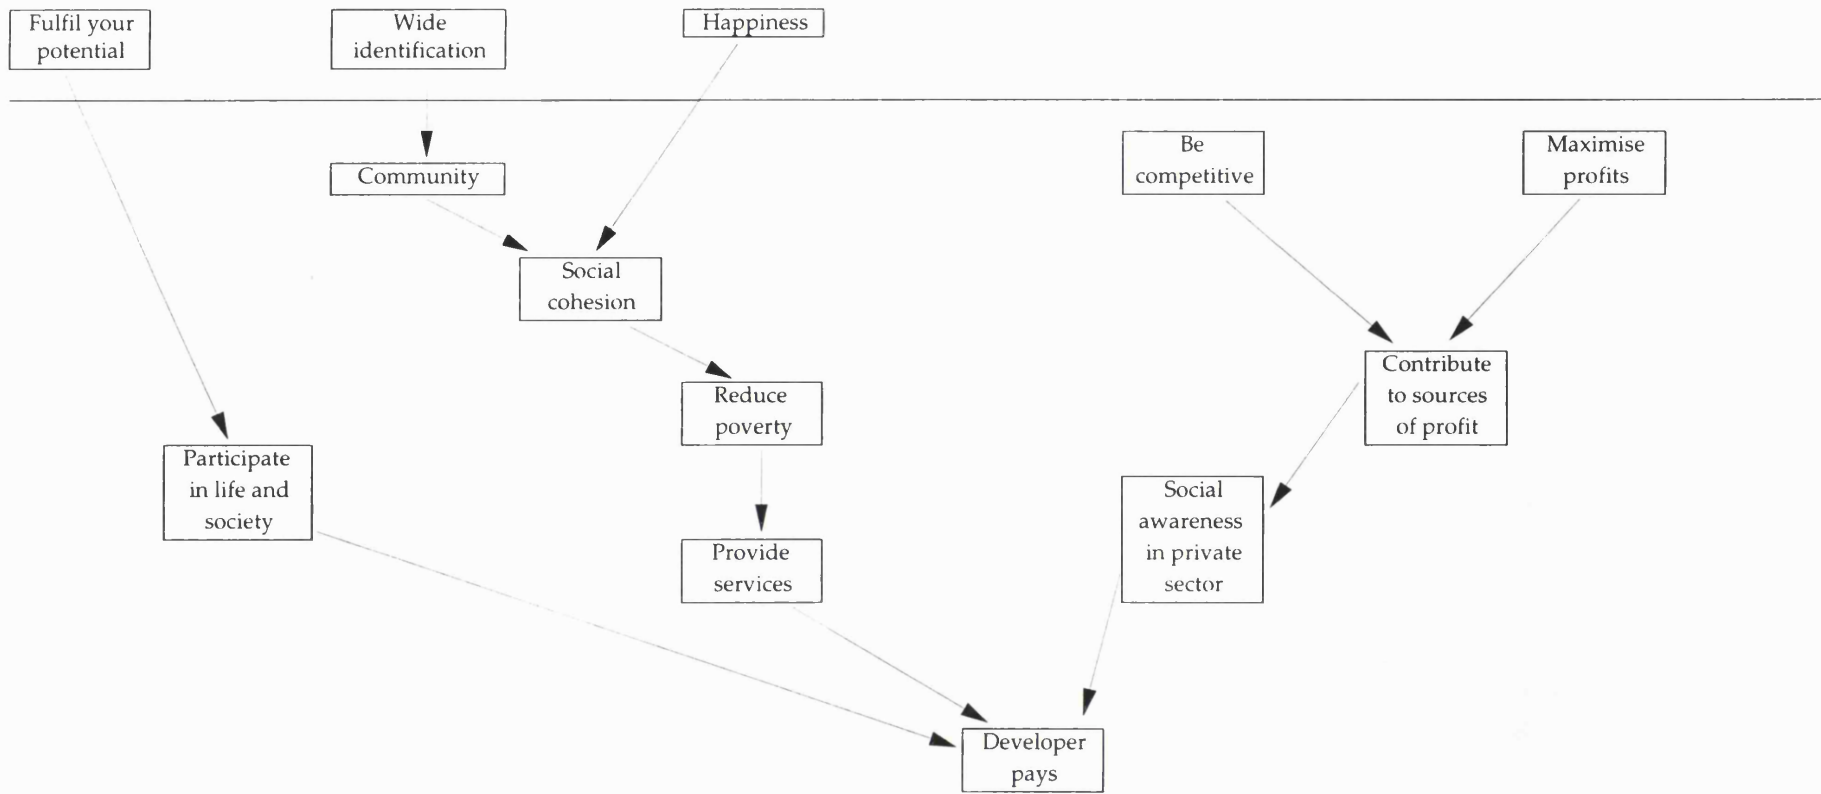 Fulfil your
potential
Wide
identification
Happiness
Community
Be
competitive
Maximise
profits
Social
cohesion
Reduce
poverty
Contribute
to sources
of profit
Participate
in life and
society
Social
awareness
in private
sector
Provide
services
Developer
pays